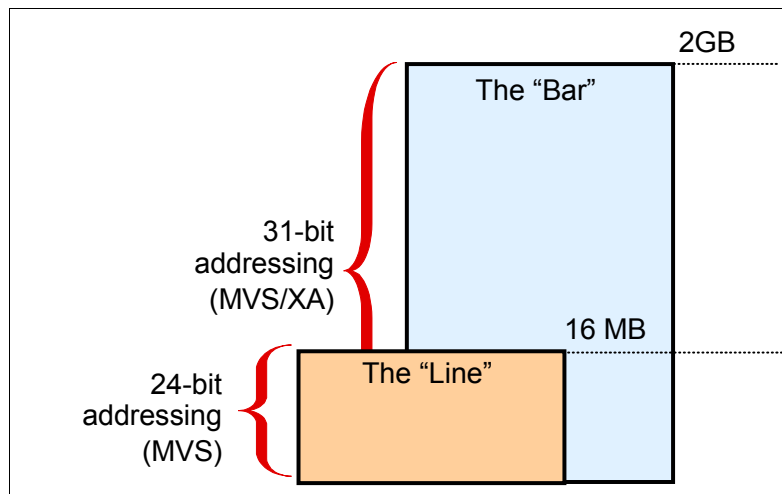 2GB
The “Bar”
31-bit
addressing
(MVS/XA)
16 MB
The “Line”
24-bit
addressing
(MVS)